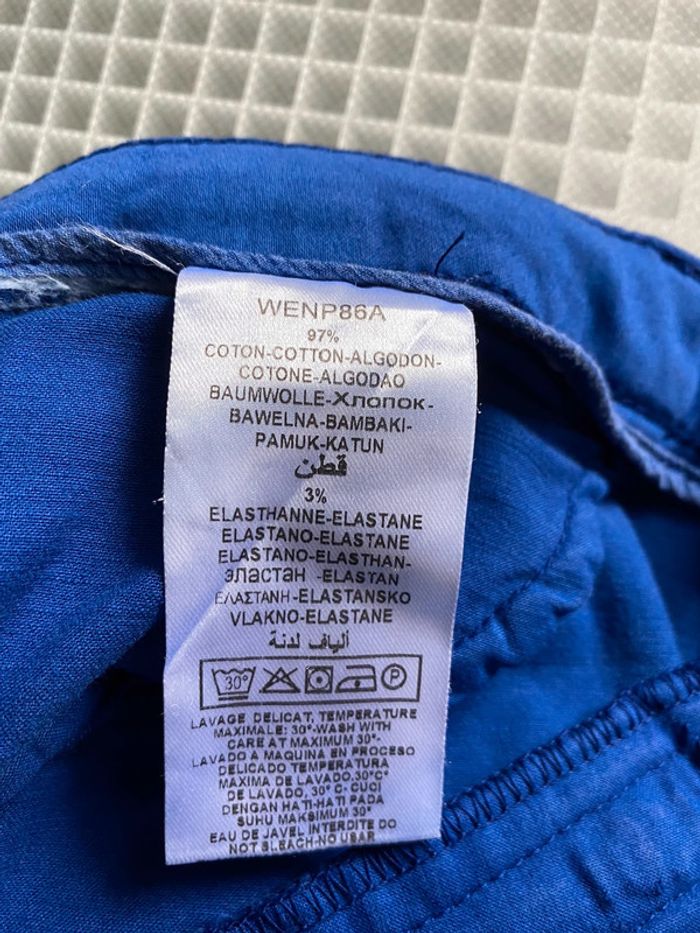 WENP86A
97%
COTON-COTTON-ALGODON-
COTONE-ALGODAO
BAUMWOLLE-Хлопок-
BAWELNA-BAMBAKI-
PAMUK-KATUN
قطن
3%
ELASTHANNE-ELASTANE
ELASTANO-ELASTANE
ELASTANO-ELASTHAN-
эластан -ELASTAN
ΕΛΑΣΤΑΝΗ-ELASTANSKO
VLAKNO-ELASTANE
ألياف لدنة
30° P
LAVAGE DELICAT, TEMPERATURE
MAXIMALE: 30°-WASH WITH
CARE AT MAXIMUM 30°-
LAVADO A MAQUINA EN PROCESO
DELICADO TEMPERATURA
MAXIMA DE LAVADO.30°C°
DE LAVADO, 30° C- CUCI
DENGAN HATI-HATI PADA
SUHU MAKSIMUM 30°
EAU DE JAVEL INTERDITE DO
NOT BLEACH-NO USAR